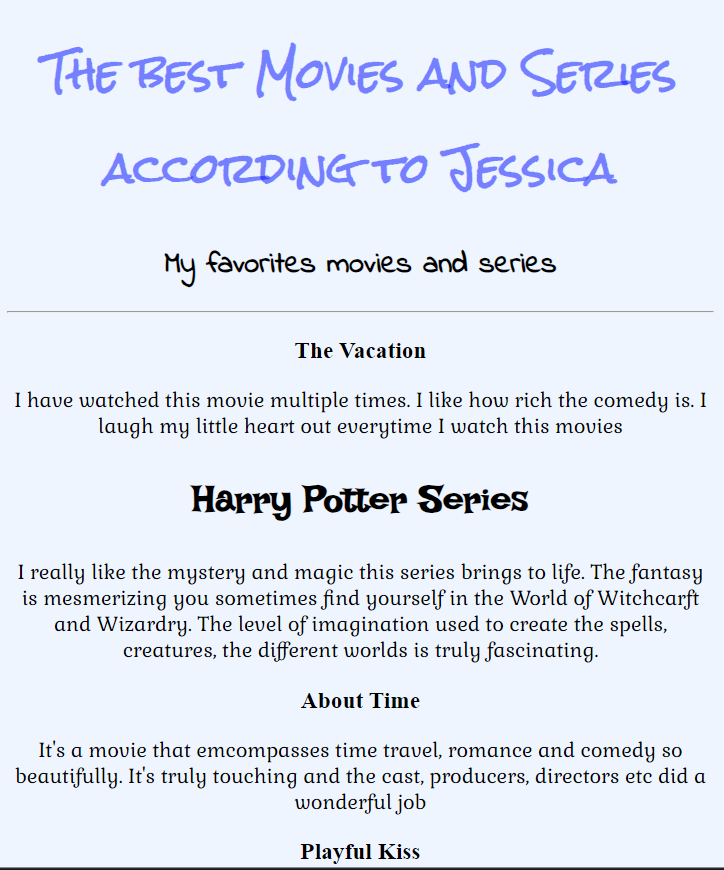 The best Movies and Series
according to Jessica
My favorites movies and series
The Vacation
I have watched this movie multiple times. I like how rich the comedy is. I
laugh my little heart out everytime I watch this movies
Harry Potter Series
I really like the mystery and magic this series brings to life. The fantasy
is mesmerizing you sometimes find yourself in the World of Witchcarft
and Wizardry. The level of imagination used to create the spells,
creatures, the different worlds is truly fascinating.
About Time
It's a movie that emcompasses time travel, romance and comedy so
beautifully. It's truly touching and the cast, producers, directors etc did a
wonderful job
Playful Kiss